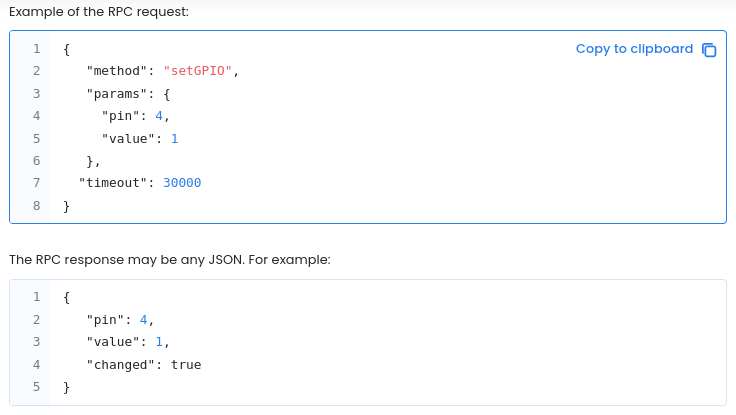 Example of the RPC request:
Copy to clipboard
1 {
2    "method": "setGPIO",
3    "params": {
4      "pin": 4,
5      "value": 1
6    },
7   "timeout": 30000
8 }
The RPC response may be any JSON. For example:
1 {
2    "pin": 4,
3    "value": 1,
4    "changed": true
5 }